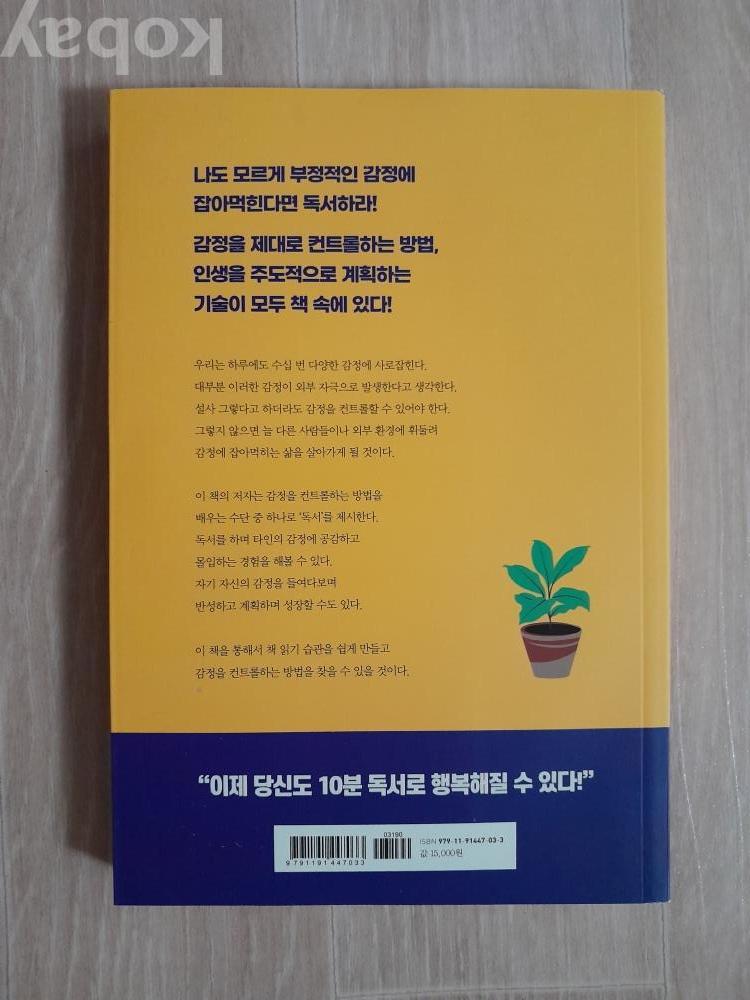 kobay
나도 모르게 부정적인 감정에
잡아먹힌다면 독서하라!
감정을 제대로 컨트롤하는 방법,
인생을 주도적으로 계획하는
기술이 모두 책 속에 있다!
우리는 하루에도 수십 번 다양한 감정에 사로잡힌다.
대부분 이러한 감정이 외부 자극으로 발생한다고 생각한다.
설사 그렇다고 하더라도 감정을 컨트롤할 수 있어야 한다.
그렇지 않으면 늘 다른 사람들이나 외부 환경에 휘둘려
감정에 잡아먹히는 삶을 살아가게 될 것이다.
이 책의 저자는 감정을 컨트롤하는 방법을
배우는 수단 중 하나로 ‘독서’를 제시한다.
독서를 하며 타인의 감정에 공감하고
몰입하는 경험을 해볼 수 있다.
자기 자신의 감정을 들여다보며
반성하고 계획하며 성장할 수도 있다.
이 책을 통해서 책 읽기 습관을 쉽게 만들고
감정을 컨트롤하는 방법을 찾을 수 있을 것이다.
“이제 당신도 10분 독서로 행복해질 수 있다!”
03190
ISBN 979-11-91447-03-3
값 15,000원
9791191447033